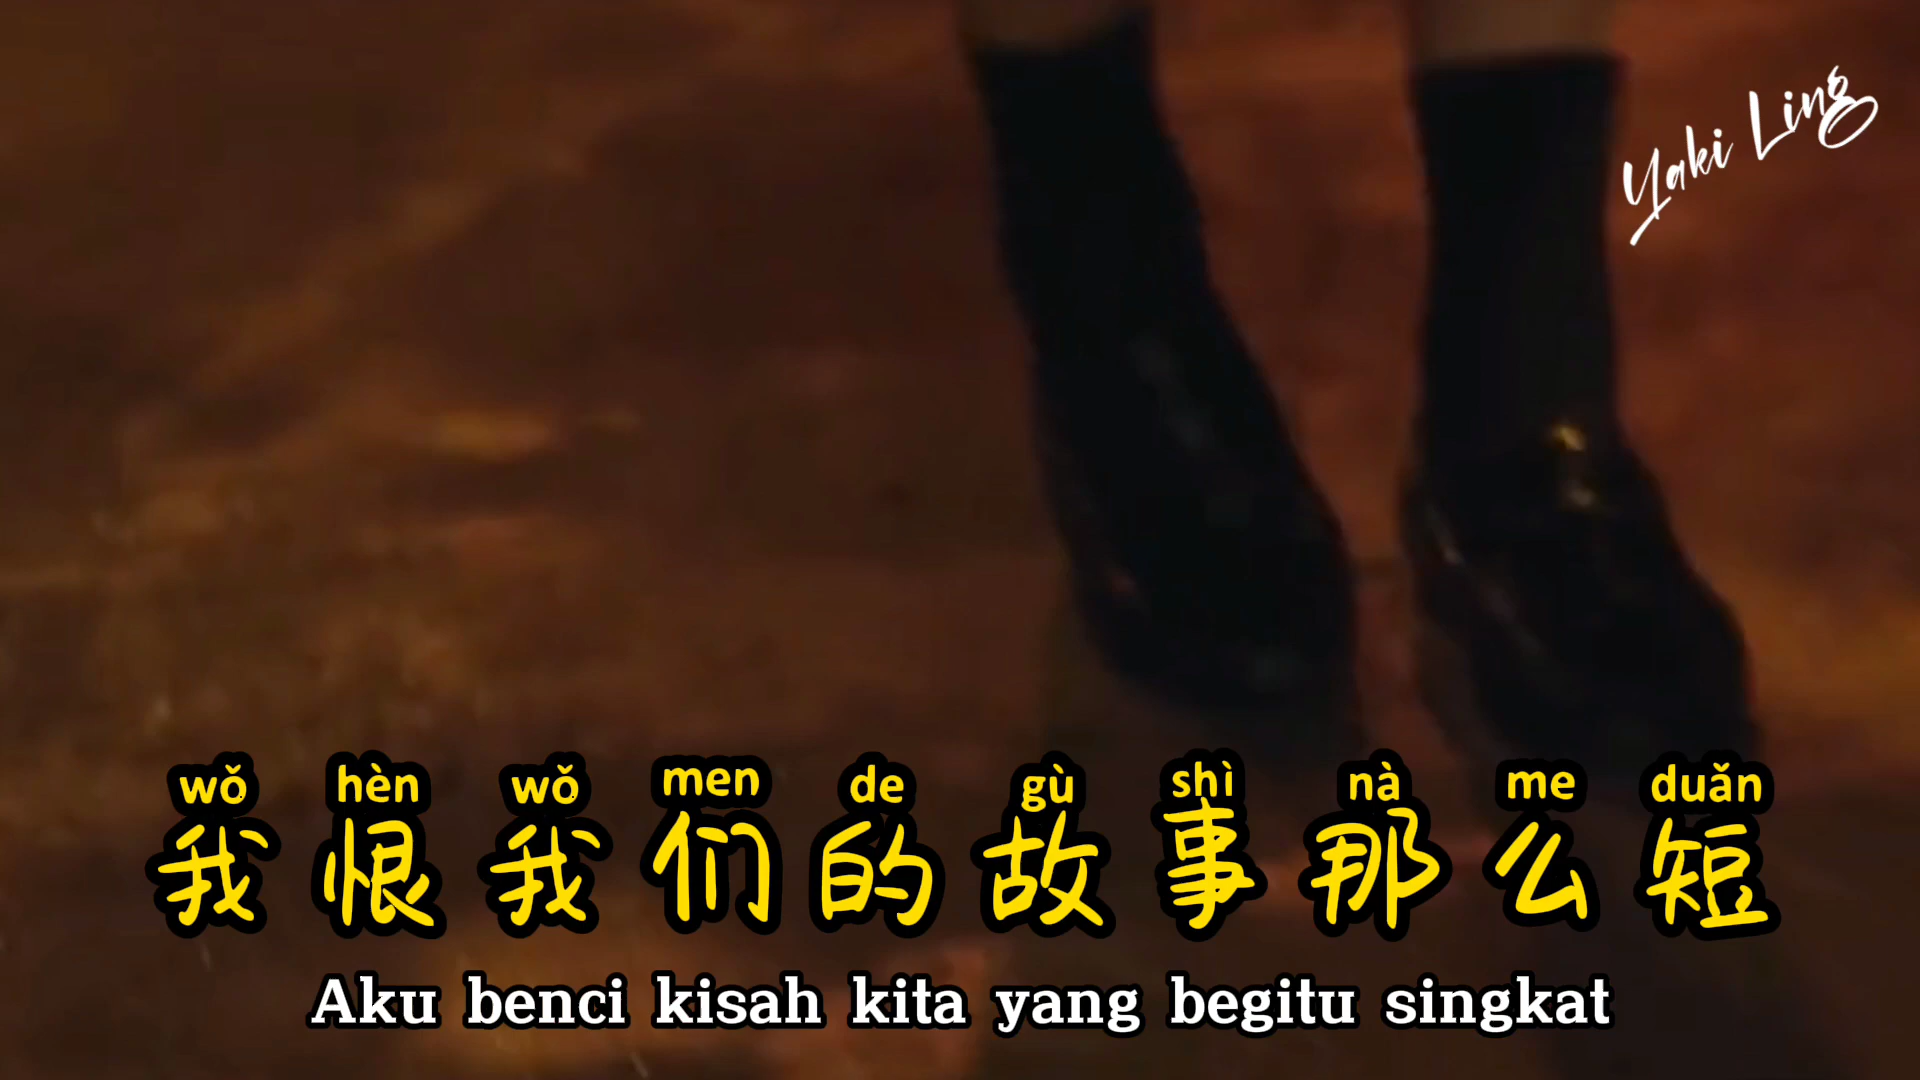 Yaki Ling
wǒ hèn wǒ men de gù shì nà me duǎn
我恨我们的故事那么短
Aku benci kisah kita yang begitu singkat